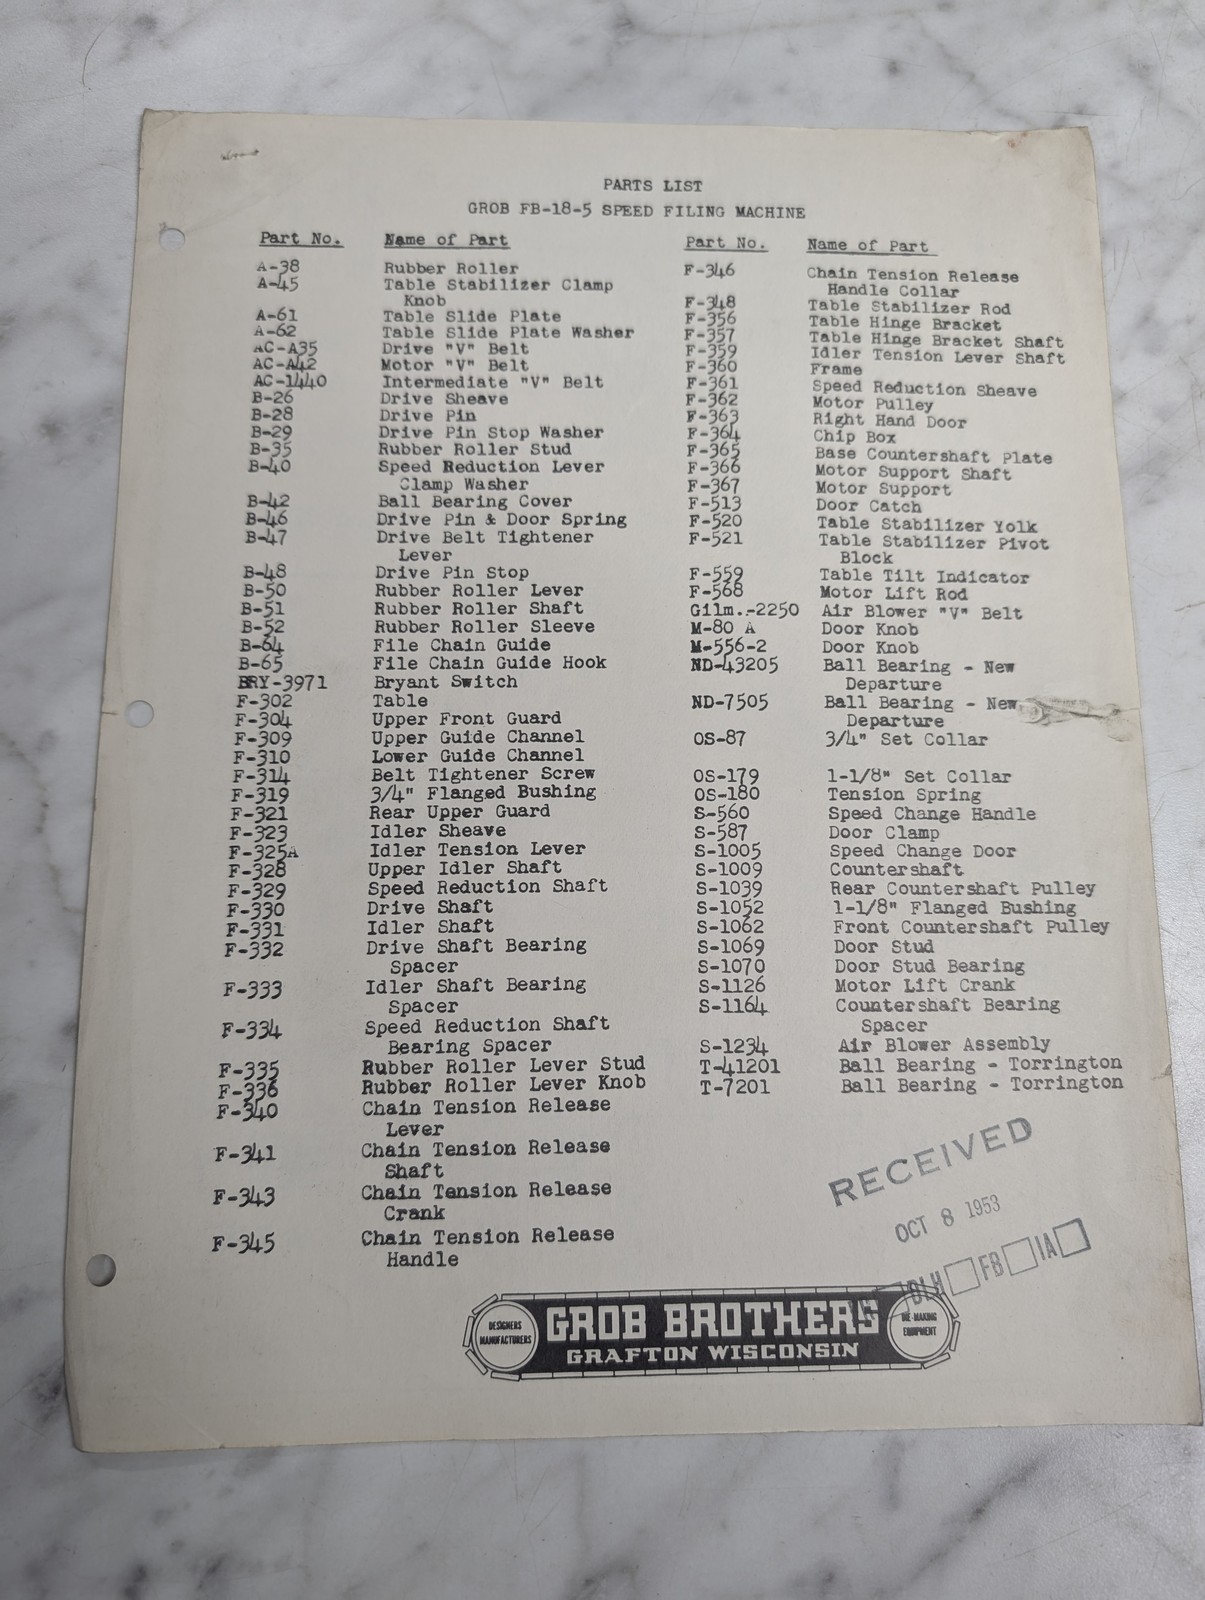 PARTS LIST
GROB FB-18-5 SPEED FILING MACHINE
Part No. Name of Part
A-38 Rubber Roller
A-45 Table Stabilizer Clamp
Knob
A-61 Table Slide Plate
A-62 Table Slide Plate Washer
AC-A35 Drive "V" Belt
AC-A42 Motor "V" Belt
AC-1440 Intermediate "V" Belt
B-26 Drive Sheave
B-28 Drive Pin
B-29 Drive Pin Stop Washer
B-35 Rubber Roller Stud
B-40 Speed Reduction Lever
Clamp Washer
B-42 Ball Bearing Cover
B-46 Drive Pin & Door Spring
B-47 Drive Belt Tightener
Lever
B-48 Drive Pin Stop
B-50 Rubber Roller Lever
B-51 Rubber Roller Shaft
B-52 Rubber Roller Sleeve
B-64 File Chain Guide
B-65 File Chain Guide Hook
BRY-3971 Bryant Switch
F-302 Table
F-304 Upper Front Guard
F-309 Upper Guide Channel
F-310 Lower Guide Channel
F-314 Belt Tightener Screw
F-319 3/4" Flanged Bushing
F-321 Rear Upper Guard
F-323 Idler Sheave
F-325A Idler Tension Lever
F-328 Upper Idler Shaft
F-329 Speed Reduction Shaft
F-330 Drive Shaft
F-331 Idler Shaft
F-332 Drive Shaft Bearing
Spacer
F-333 Idler Shaft Bearing
Spacer
F-334 Speed Reduction Shaft
Bearing Spacer
F-335 Rubber Roller Lever Stud
F-336 Rubber Roller Lever Knob
F-340 Chain Tension Release
Lever
F-341 Chain Tension Release
Shaft
F-343 Chain Tension Release
Crank
F-345 Chain Tension Release
Handle
Part No. Name of Part
F-346 Chain Tension Release
Handle Collar
F-348 Table Stabilizer Rod
F-356 Table Hinge Bracket
F-357 Table Hinge Bracket Shaft
F-359 Idler Tension Lever Shaft
F-360 Frame
F-361 Speed Reduction Sheave
F-362 Motor Pulley
F-363 Right Hand Door
F-364 Chip Box
F-365 Base Countershaft Plate
F-366 Motor Support Shaft
F-367 Motor Support
F-513 Door Catch
F-520 Table Stabilizer Yolk
F-521 Table Stabilizer Pivot
Block
F-559 Table Tilt Indicator
F-568 Motor Lift Rod
Gilm.-2250 Air Blower "V" Belt
M-80 A Door Knob
M-556-2 Door Knob
ND-43205 Ball Bearing - New
Departure
ND-7505 Ball Bearing - New
Departure
OS-87 3/4" Set Collar
OS-179 1-1/8" Set Collar
OS-180 Tension Spring
S-560 Speed Change Handle
S-587 Door Clamp
S-1005 Speed Change Door
S-1009 Countershaft
S-1039 Rear Countershaft Pulley
S-1052 1-1/8" Flanged Bushing
S-1062 Front Countershaft Pulley
S-1069 Door Stud
S-1070 Door Stud Bearing
S-1126 Motor Lift Crank
S-1164 Countershaft Bearing
Spacer
S-1234 Air Blower Assembly
T-41201 Ball Bearing - Torrington
T-7201 Ball Bearing - Torrington
RECEIVED
OCT 8 1953
DLH FB IA
DESIGNERS
MANUFACTURERS
GROB BROTHERS
GRAFTON WISCONSIN
DIE-MAKING
EQUIPMENT